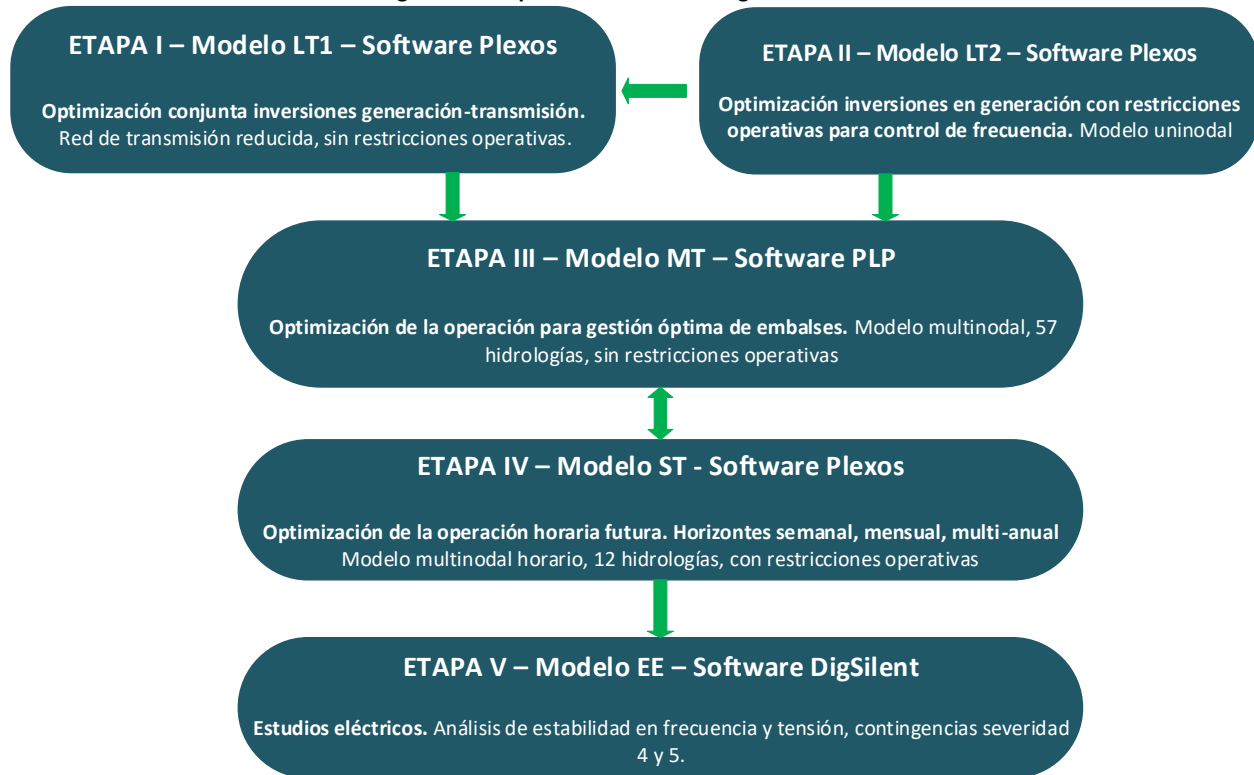 ETAPA I – Modelo LT1 – Software Plexos
Optimización conjunta inversiones generación-transmisión.
Red de transmisión reducida, sin restricciones operativas.
ETAPA II – Modelo LT2 – Software Plexos
Optimización inversiones en generación con restricciones
operativas para control de frecuencia. Modelo uninodal
ETAPA III – Modelo MT – Software PLP
Optimización de la operación para gestión óptima de embalses. Modelo multinodal, 57
hidrologías, sin restricciones operativas
ETAPA IV – Modelo ST - Software Plexos
Optimización de la operación horaria futura. Horizontes semanal, mensual, multi-anual
Modelo multinodal horario, 12 hidrologías, con restricciones operativas
ETAPA V – Modelo EE – Software DigSilent
Estudios eléctricos. Análisis de estabilidad en frecuencia y tensión, contingencias severidad
4 y 5.